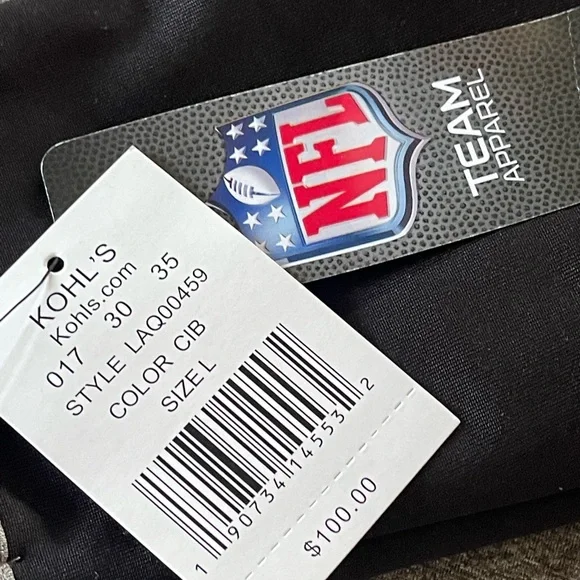 NFL
TEAM
APPAREL
KOHL'S
Kohls.com
017 30 35
STYLE LAQ00459
COLOR CIB
SIZE L
1 90734 14553 2
$100.00